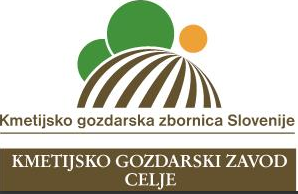 Kmetijsko gozdarska zbornica Slovenije
KMETIJSKO GOZDARSKI ZAVOD
CELJE